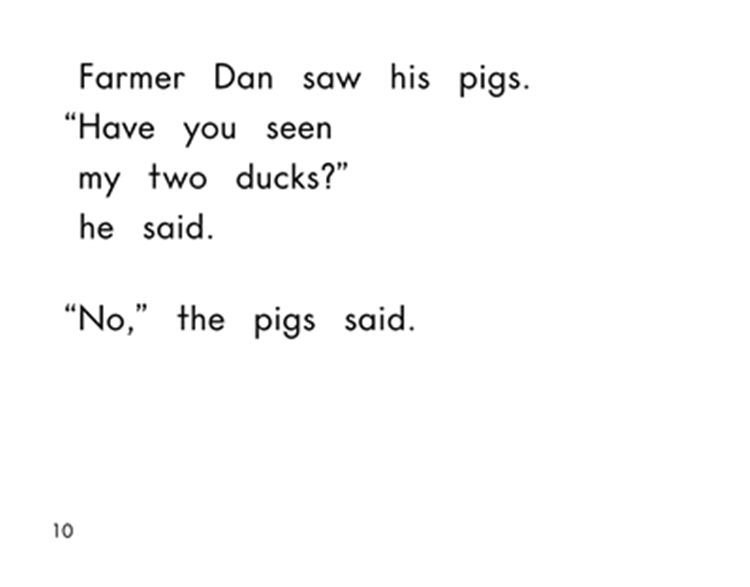 Farmer Dan saw his pigs.
“Have you seen
my two ducks?”
he said.
“No,” the pigs said.
10